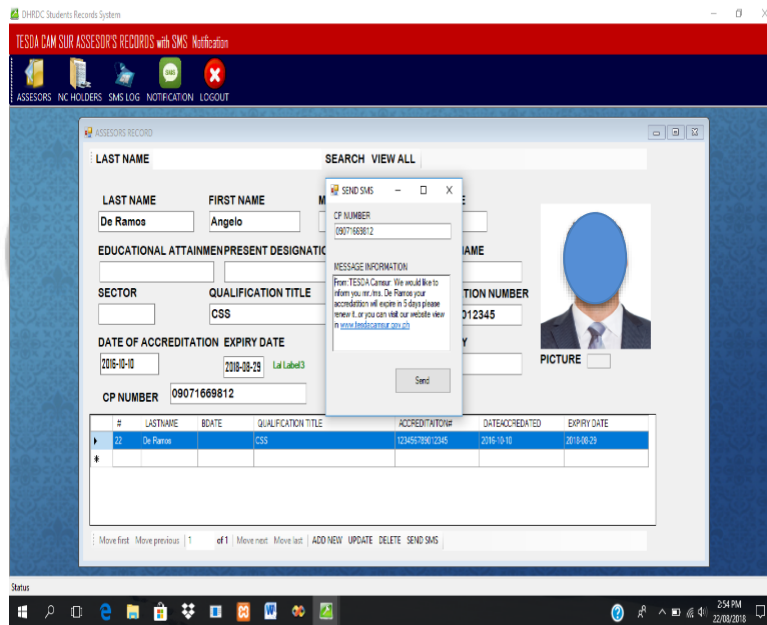 DHRDC Students Records System
TESDA CAM SUR ASSESOR'S RECORDS with SMS Notification
ASSESORS NC HOLDERS SMS LOG NOTIFICATION LOGOUT
ASSESORS RECORD
LAST NAME SEARCH VIEW ALL
LAST NAME FIRST NAME M E
De Ramos Angelo
EDUCATIONAL ATTAINMEN PRESENT DESIGNATIO AME
SECTOR QUALIFICATION TITLE TION NUMBER
CSS 012345
DATE OF ACCREDITATION EXPIRY DATE Y
2016-10-10 2018-08-29 Lal Label3
PICTURE
CP NUMBER 09071669812
SEND SMS
CP NUMBER
09071669812
MESSAGE INFORMATION
From:TESDA Camsur: We would like to
inform you mr./ms. De Ramos your
accredatition will expire in 5 days please
renew it. or you can visit our website view
in www.tesdacamsur.gov.ph
Send
# LASTNAME BDATE QUALIFICATION TITLE ACCREDITAITON# DATEACCREDATED EXPIRY DATE
22 De Ramos CSS 123456789012345 2016-10-10 2018-08-29
Move first Move previous 1 of 1 Move next Move last ADD NEW UPDATE DELETE SEND SMS
Status
2:54 PM
22/08/2018